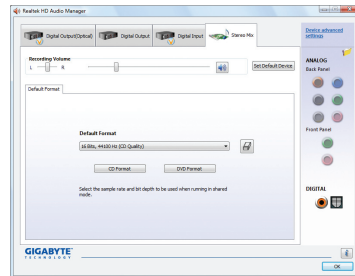 Realtek HD Audio Manager
Digital Output(Optical)
Digital Output
Digital Input
Stereo Mix
Device advanced settings
Recording Volume
L
R
Set Default Device
ANALOG
Back Panel
Default Format
Default Format
16 Bits, 44100 Hz (CD Quality)
CD Format
DVD Format
Select the sample rate and bit depth to be used when running in shared
mode.
Front Panel
DIGITAL
GIGABYTE
TECHNOLOGY
i
OK